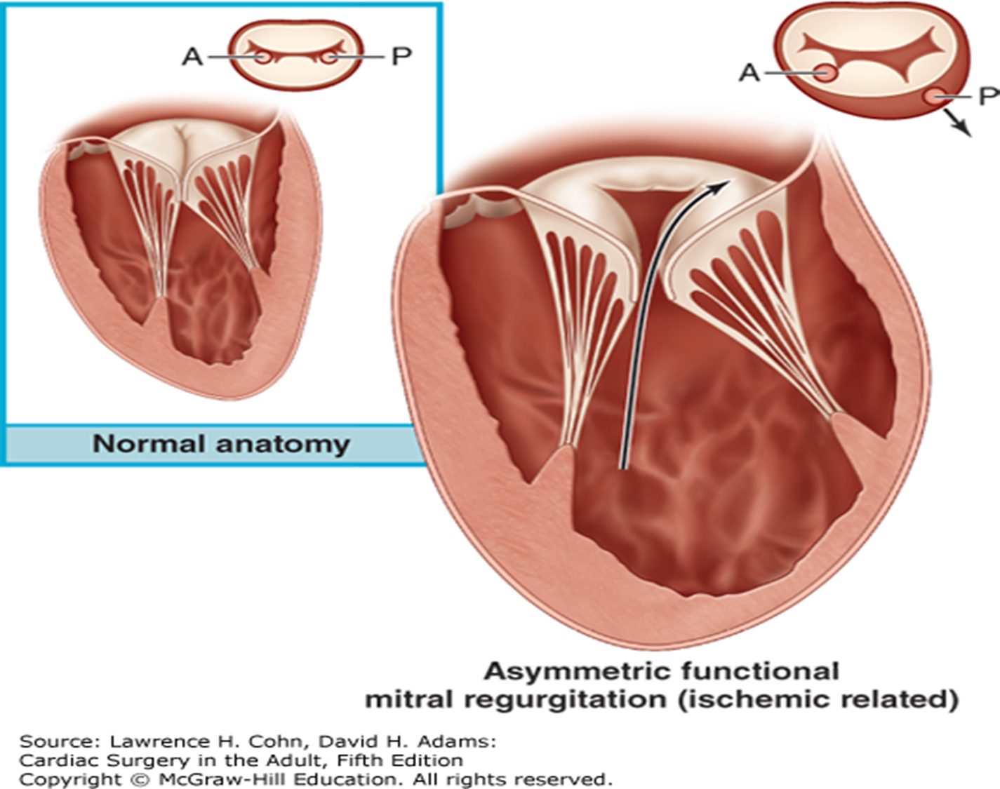 A
P
A
P
Normal anatomy
Asymmetric functional
mitral regurgitation (ischemic related)
Source: Lawrence H. Cohn, David H. Adams:
Cardiac Surgery in the Adult, Fifth Edition
Copyright © McGraw-Hill Education. All rights reserved.